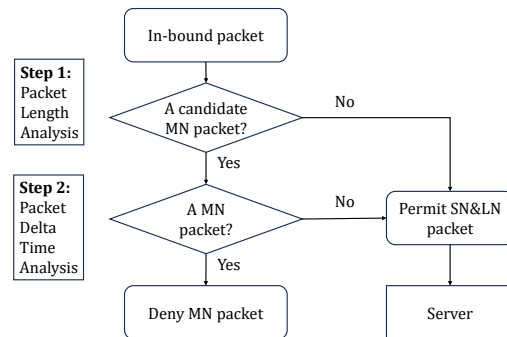 In-bound packet
Step 1:
Packet
Length
Analysis
A candidate
MN packet?
No
Yes
Step 2:
Packet
Delta
Time
Analysis
A MN
packet?
No
Permit SN&LN
packet
Yes
Deny MN packet
Server